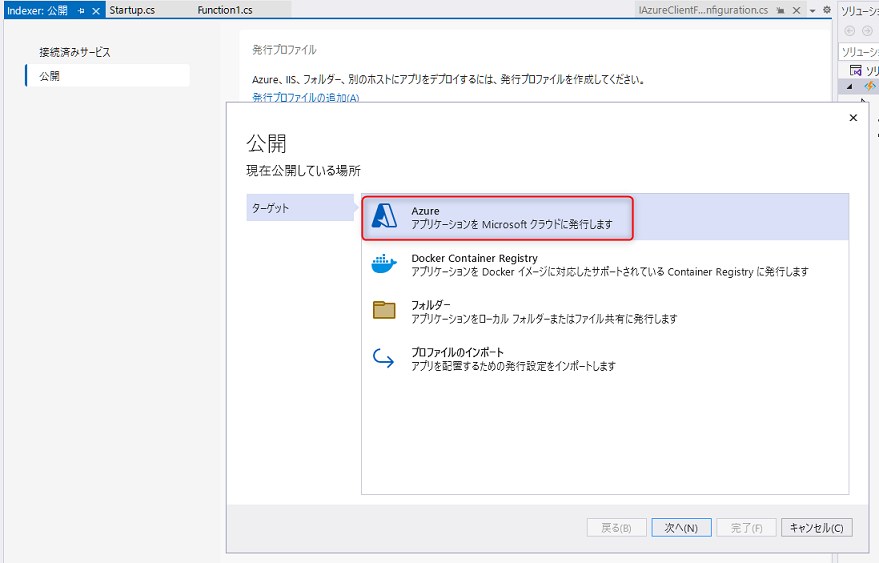 Indexer: 公開
Startup.cs
Function1.cs
IAzureClientF...nfiguration.cs
接続済みサービス
公開
発行プロファイル
Azure、IIS、フォルダー、別のホストにアプリをデプロイするには、発行プロファイルを作成してください。
発行プロファイルの追加(A)
公開
現在公開している場所
ターゲット
Azure
アプリケーションを Microsoft クラウドに発行します
Docker Container Registry
アプリケーションを Docker イメージに対応したサポートされている Container Registry に発行します
フォルダー
アプリケーションをローカル フォルダーまたはファイル共有に発行します
プロファイルのインポート
アプリを配置するための発行設定をインポートします
戻る(B)
次へ(N)
完了(F)
キャンセル(C)